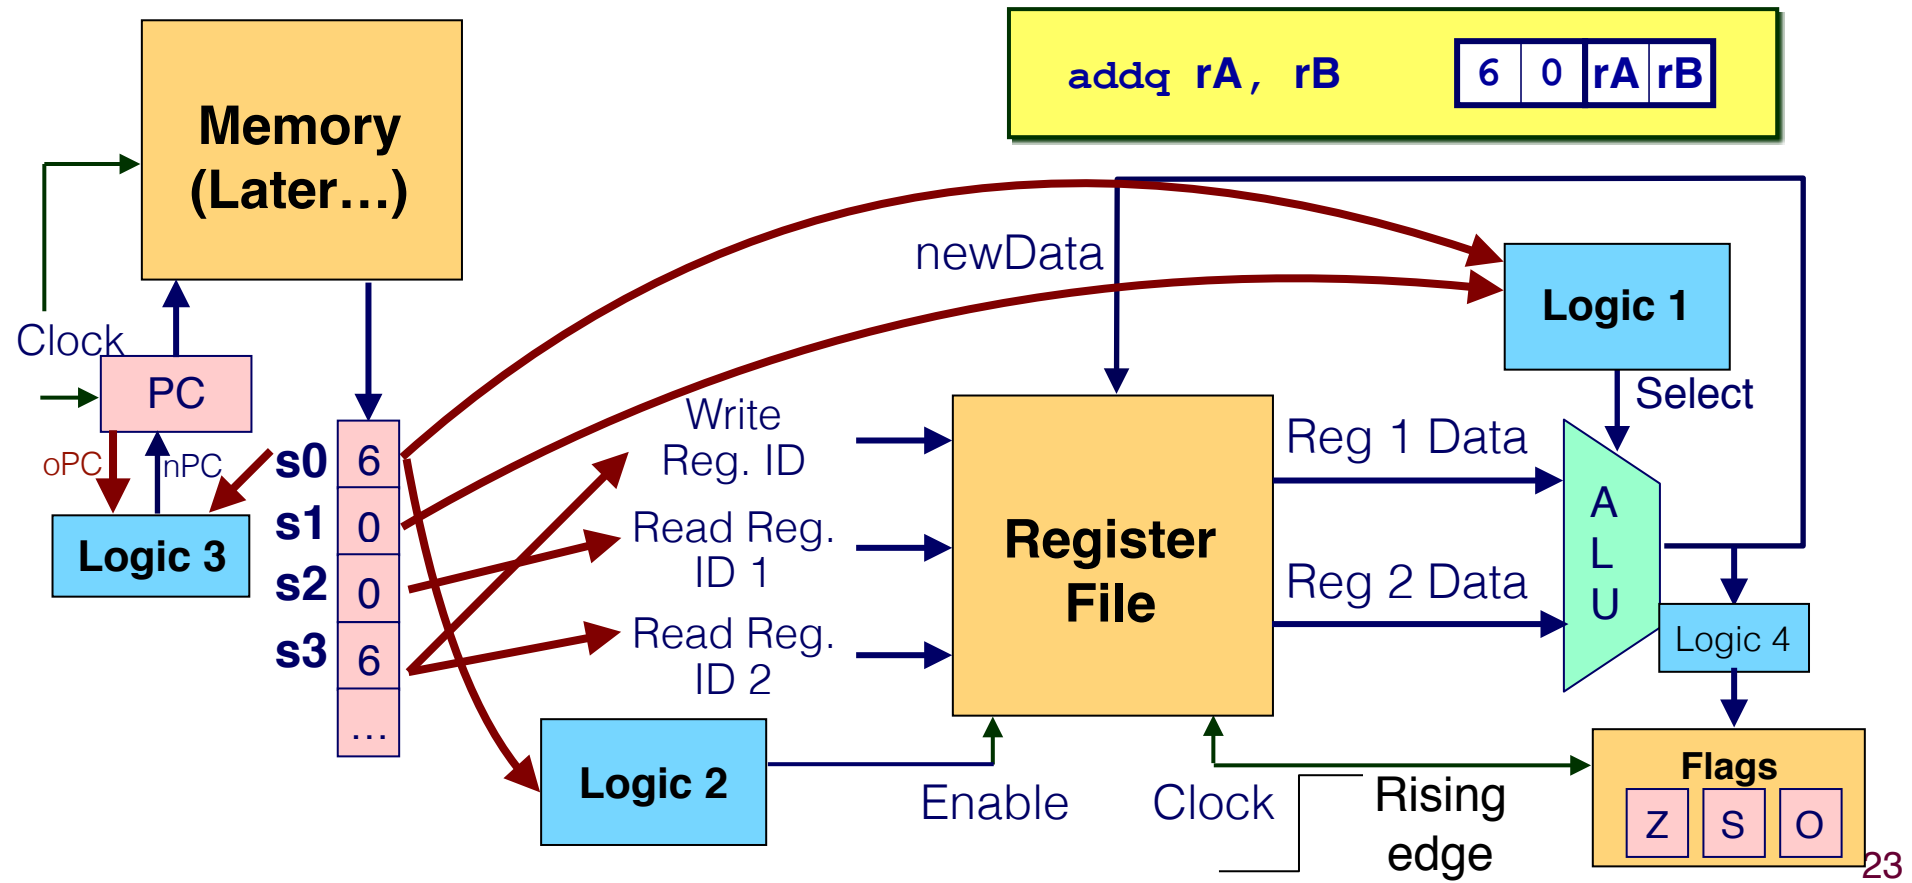 Memory
(Later...)
addq rA, rB
6 0 rA rB
newData
Logic 1
Clock
PC
Select
oPC
nPC
Write
Reg. ID
Reg 1 Data
s0 6
s1 0
s2 0
s3 6
...
Logic 3
Read Reg.
ID 1
Register
File
A
L
U
Read Reg.
ID 2
Reg 2 Data
Logic 4
Logic 2
Enable
Clock
Rising
edge
Flags
Z S O
23